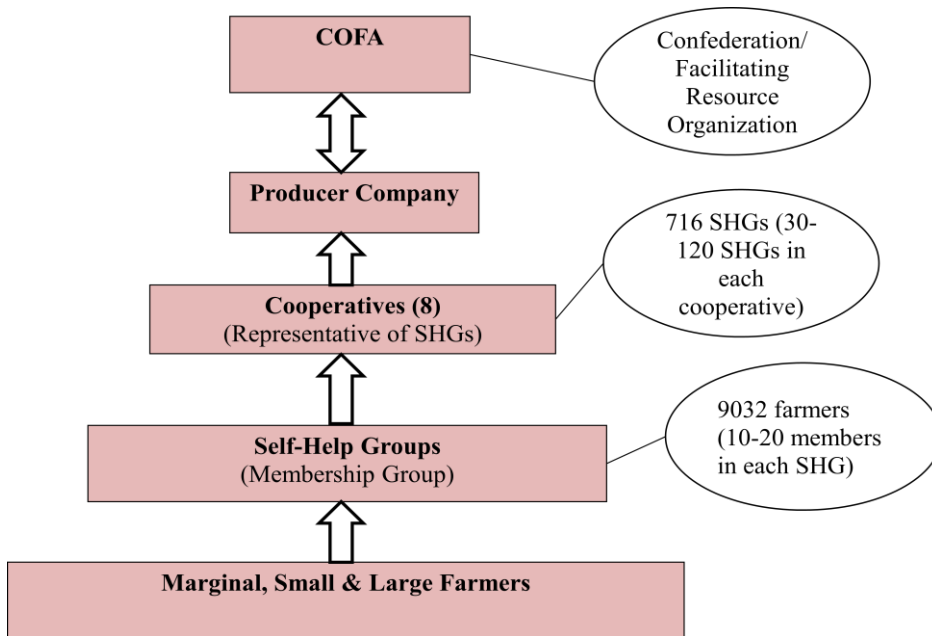 COFA
Confederation/
Facilitating
Resource
Organization
Producer Company
716 SHGs (30-
120 SHGs in
each
cooperative)
Cooperatives (8)
(Representative of SHGs)
9032 farmers
(10-20 members
in each SHG)
Self-Help Groups
(Membership Group)
Marginal, Small & Large Farmers